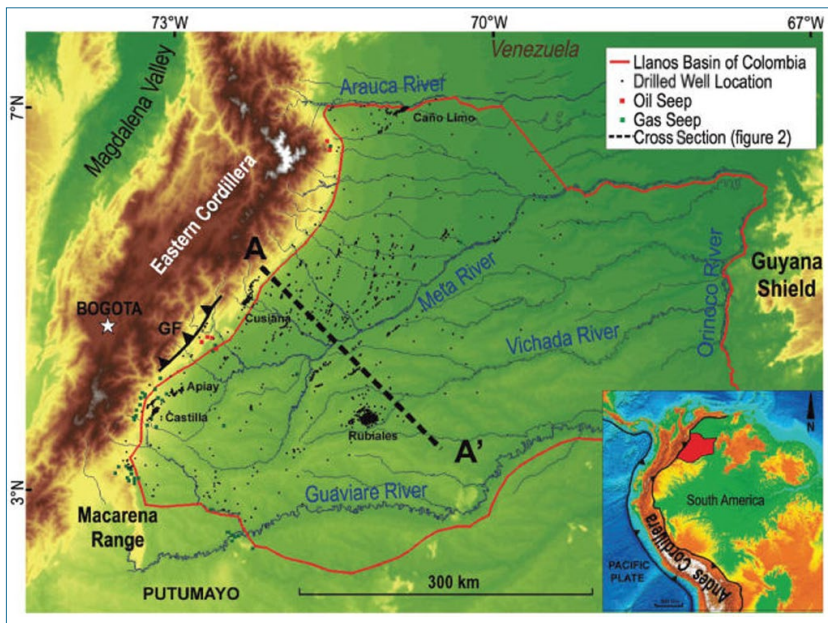 73°W
70°W
67°W
Magdalena Valley
Venezuela
Llanos Basin of Colombia
Drilled Well Location
Oil Seep
Gas Seep
Cross Section (figure 2)
Arauca River
7°N
Caño Limo
Eastern Cordillera
A
Meta River
Orinoco River
Guyana
Shield
BOGOTA
GF
Cusiana
Vichada River
Apiay
Castilla
Rubiales
A'
N
3°N
Guaviare River
South America
Macarena
Range
PUTUMAYO
300 km
PACIFIC
PLATE
Andes Cordillera